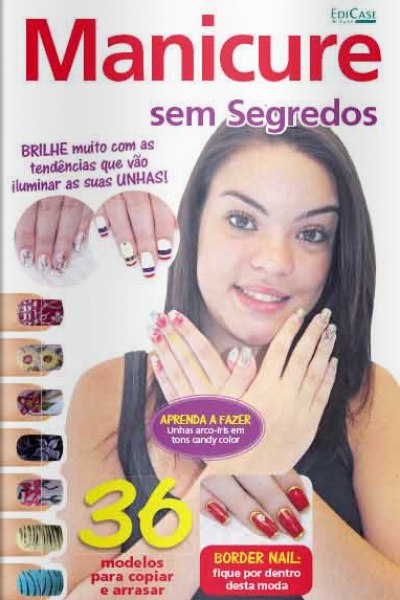 EDICASE
Manicure
sem Segredos
BRILHE muito com as
tendências que vão
iluminar as suas UNHAS!
APRENDA A FAZER
Unhas arco-íris em
tons candy color
36
modelos
para copiar
e arrasar
BORDER NAIL:
fique por dentro
desta moda